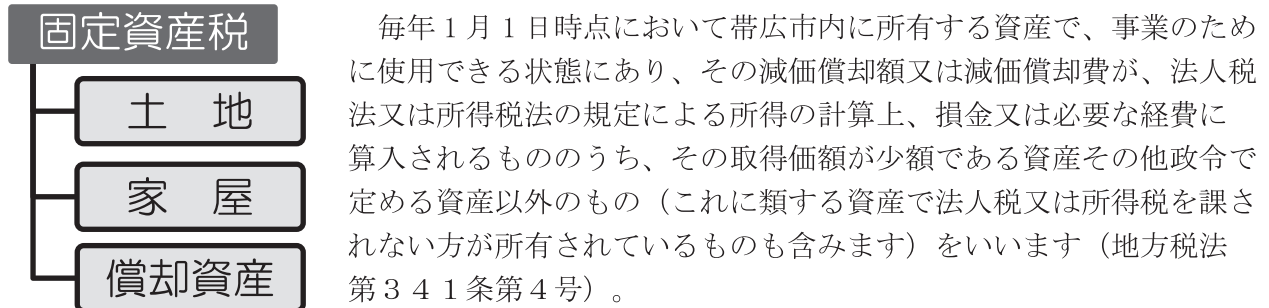 固定資産税
土　地
家　屋
償却資産
　毎年１月１日時点において帯広市内に所有する資産で、事業のため
に使用できる状態にあり、その減価償却額又は減価償却費が、法人税
法又は所得税法の規定による所得の計算上、損金又は必要な経費に
算入されるもののうち、その取得価額が少額である資産その他政令で
定める資産以外のもの（これに類する資産で法人税又は所得税を課さ
れない方が所有されているものも含みます）をいいます（地方税法
第３４１条第４号）。